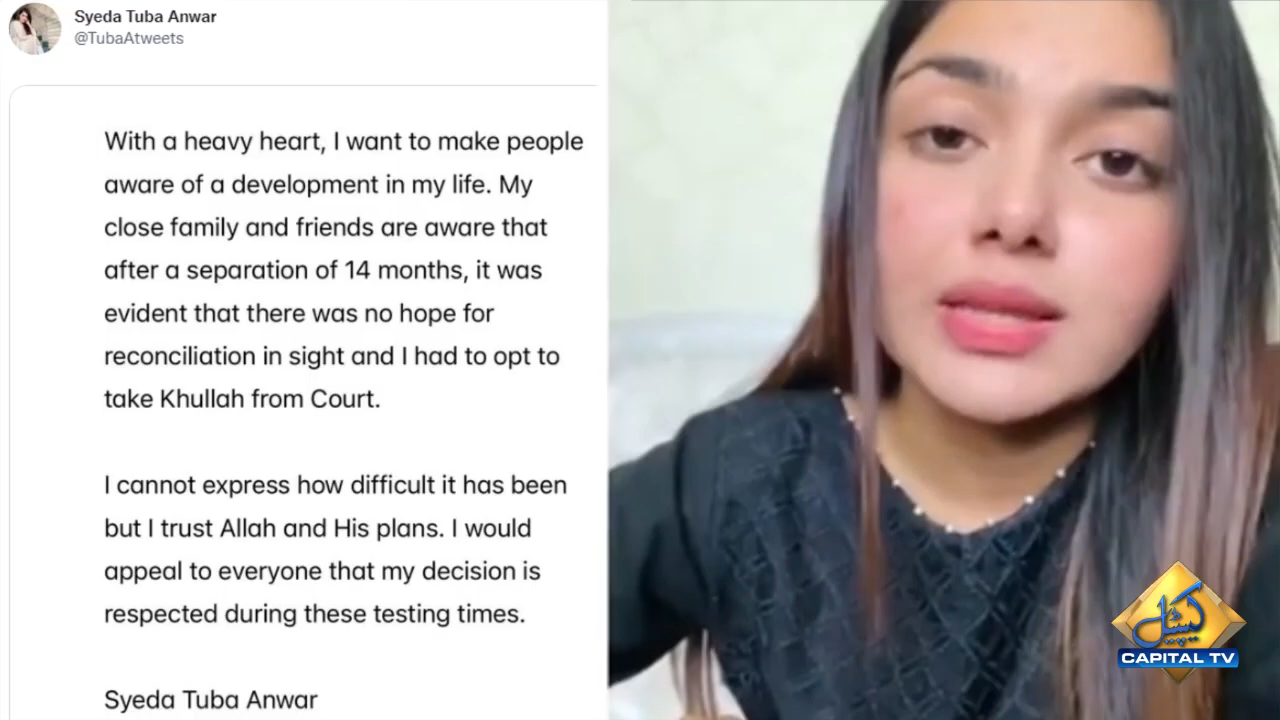 Syeda Tuba Anwar
@TubaAtweets
With a heavy heart, I want to make people
aware of a development in my life. My
close family and friends are aware that
after a separation of 14 months, it was
evident that there was no hope for
reconciliation in sight and I had to opt to
take Khullah from Court.
I cannot express how difficult it has been
but I trust Allah and His plans. I would
appeal to everyone that my decision is
respected during these testing times.
Syeda Tuba Anwar
کیپیٹل
CAPITAL TV